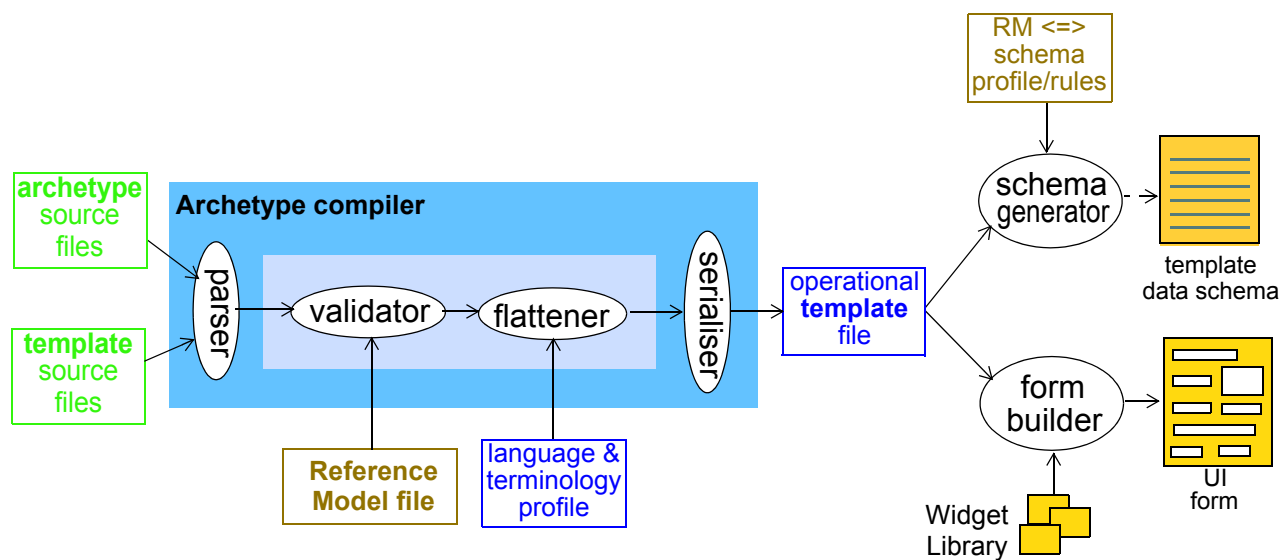 RM <=>
schema
profile/rules
archetype
source
files
Archetype compiler
schema
generator
template
data schema
parser
validator
flattener
serialiser
operational
template
file
template
source
files
form
builder
Reference
Model file
language &
terminology
profile
UI
form
Widget
Library